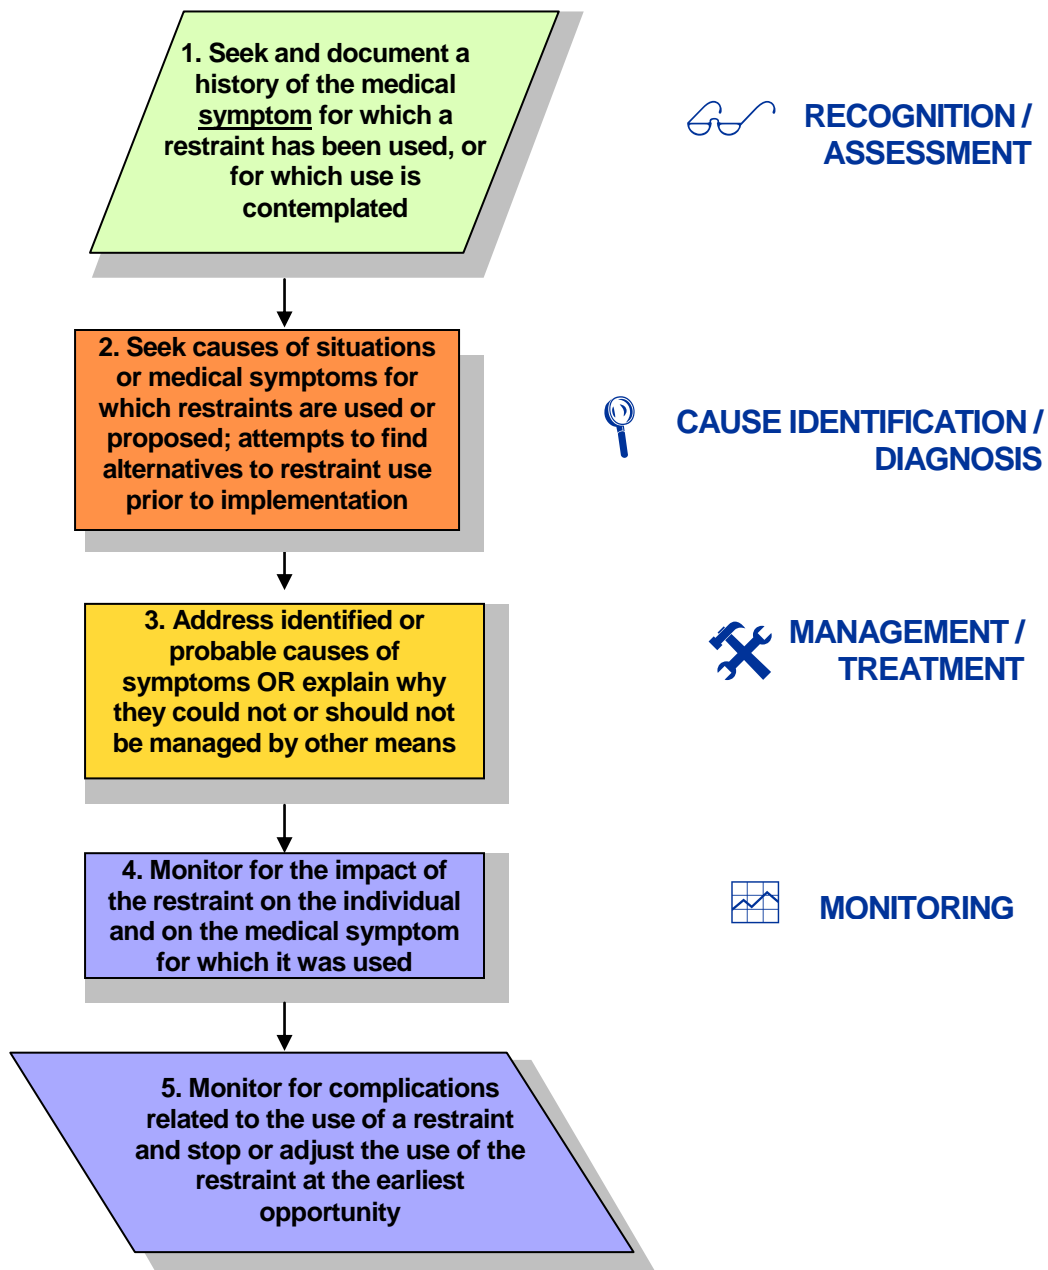 1. Seek and document a
history of the medical
symptom for which a
restraint has been used, or
for which use is
contemplated
RECOGNITION /
ASSESSMENT
2. Seek causes of situations
or medical symptoms for
which restraints are used or
proposed; attempts to find
alternatives to restraint use
prior to implementation
CAUSE IDENTIFICATION /
DIAGNOSIS
3. Address identified or
probable causes of
symptoms OR explain why
they could not or should not
be managed by other means
MANAGEMENT /
TREATMENT
4. Monitor for the impact of
the restraint on the individual
and on the medical symptom
for which it was used
MONITORING
5. Monitor for complications
related to the use of a restraint
and stop or adjust the use of the
restraint at the earliest
opportunity